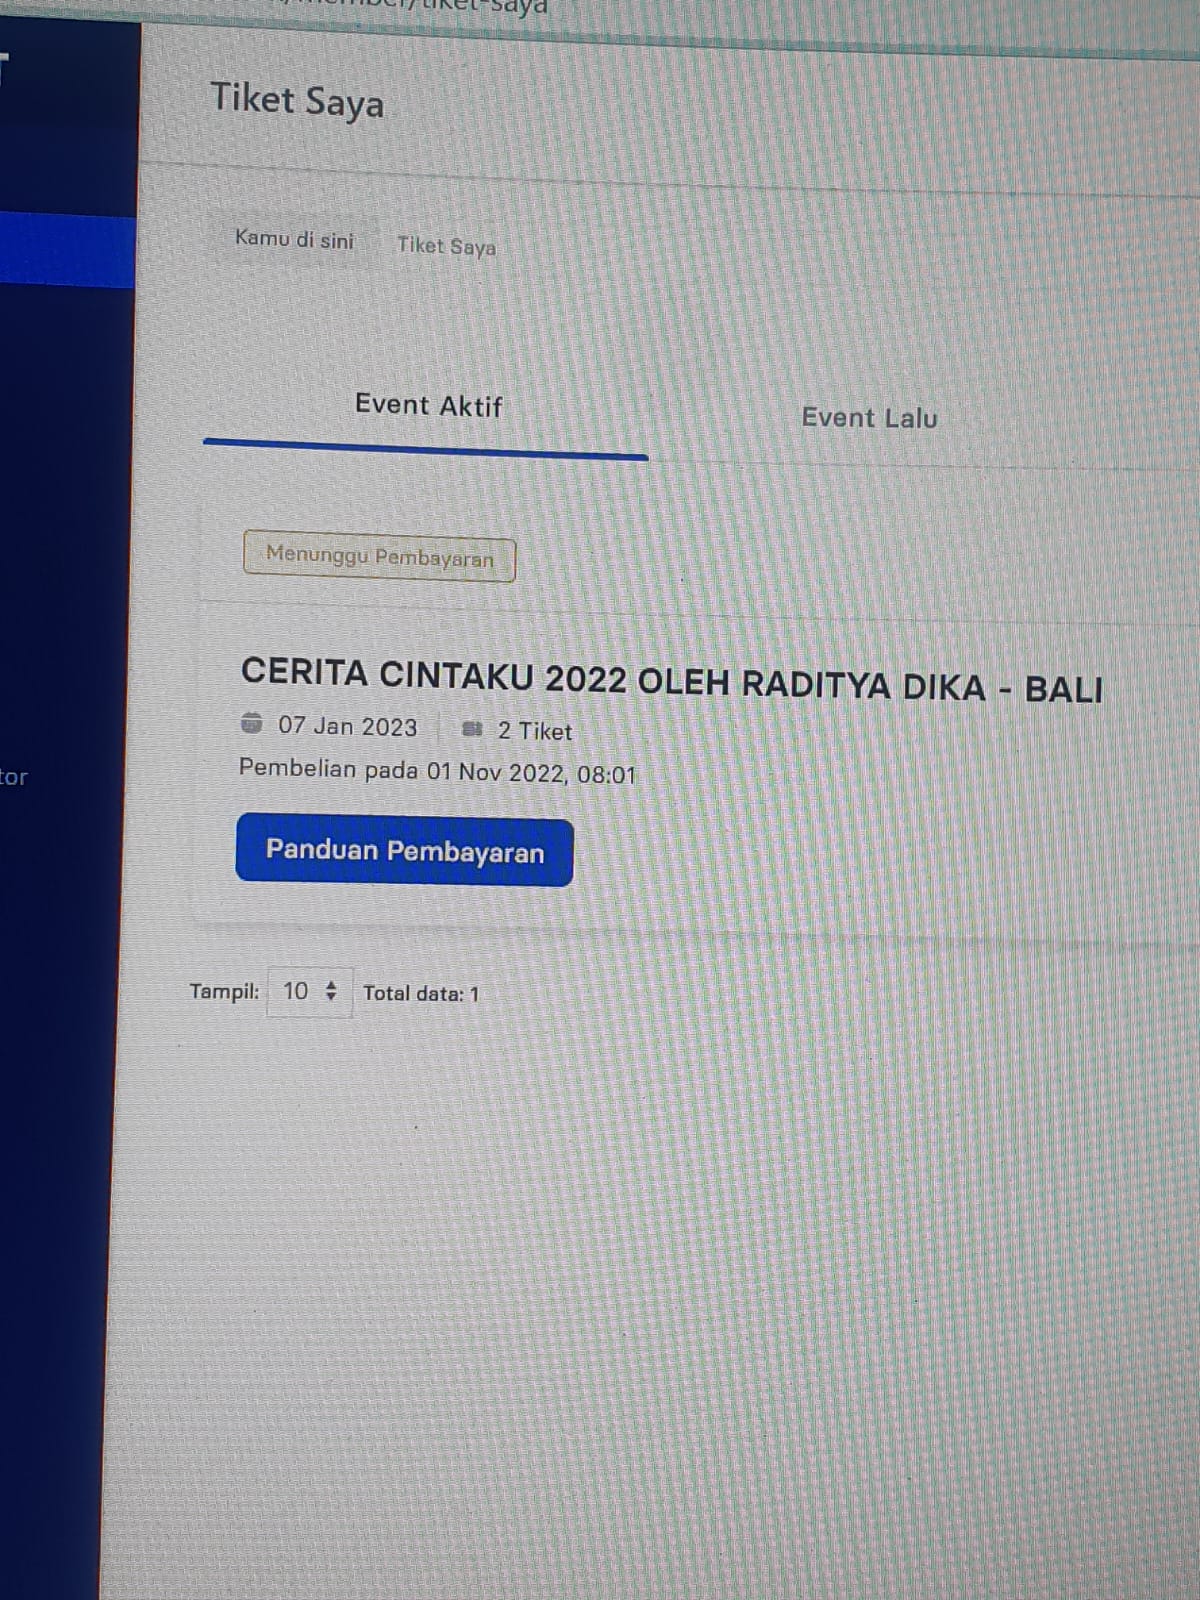 tiket-saya
Tiket Saya
Kamu di sini Tiket Saya
Event Aktif Event Lalu
Menunggu Pembayaran
CERITA CINTAKU 2022 OLEH RADITYA DIKA - BALI
07 Jan 2023 2 Tiket
Pembelian pada 01 Nov 2022, 08:01
tor
Panduan Pembayaran
Tampil: 10 Total data: 1